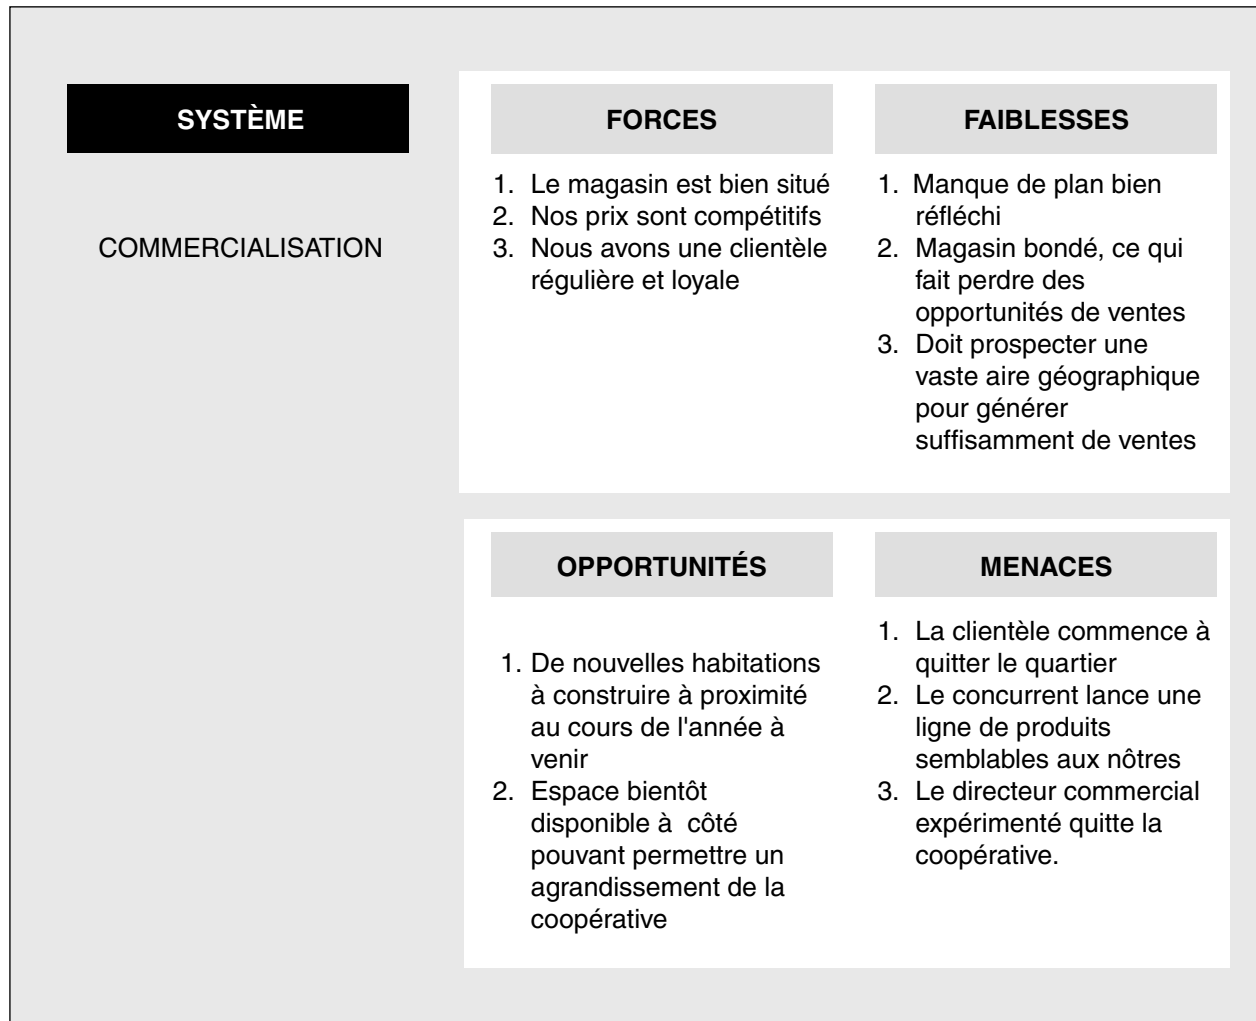 SYSTÈME
COMMERCIALISATION
FORCES
1. Le magasin est bien situé
2. Nos prix sont compétitifs
3. Nous avons une clientèle
régulière et loyale
FAIBLESSES
1. Manque de plan bien
réfléchi
2. Magasin bondé, ce qui
fait perdre des
opportunités de ventes
3. Doit prospecter une
vaste aire géographique
pour générer
suffisamment de ventes
OPPORTUNITÉS
1. De nouvelles habitations
à construire à proximité
au cours de l'année à
venir
2. Espace bientôt
disponible à côté
pouvant permettre un
agrandissement de la
coopérative
MENACES
1. La clientèle commence à
quitter le quartier
2. Le concurrent lance une
ligne de produits
semblables aux nôtres
3. Le directeur commercial
expérimenté quitte la
coopérative.